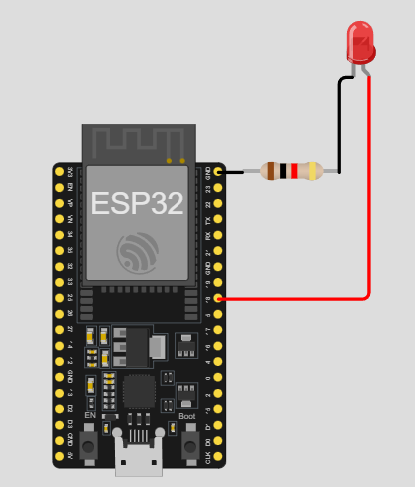 ESP32
3V3
EN
VP
VN
34
35
32
33
25
26
27
14
12
GND
13
D2
D3
CMD
5V
GND
23
22
TX
RX
21
GND
19
18
5
17
16
4
0
2
15
D1
D0
CLK
EN
Boot